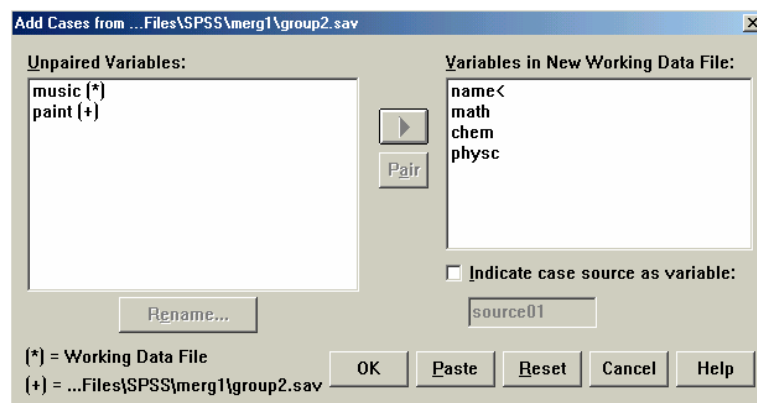 Add Cases from ...Files\SPSS\merg1\group2.sav
Unpaired Variables:
music (*)
paint (+)
Pair
Variables in New Working Data File:
name<
math
chem
physc
Indicate case source as variable:
source01
Rename...
(*) = Working Data File
(+) = ...Files\SPSS\merg1\group2.sav
OK
Paste
Reset
Cancel
Help